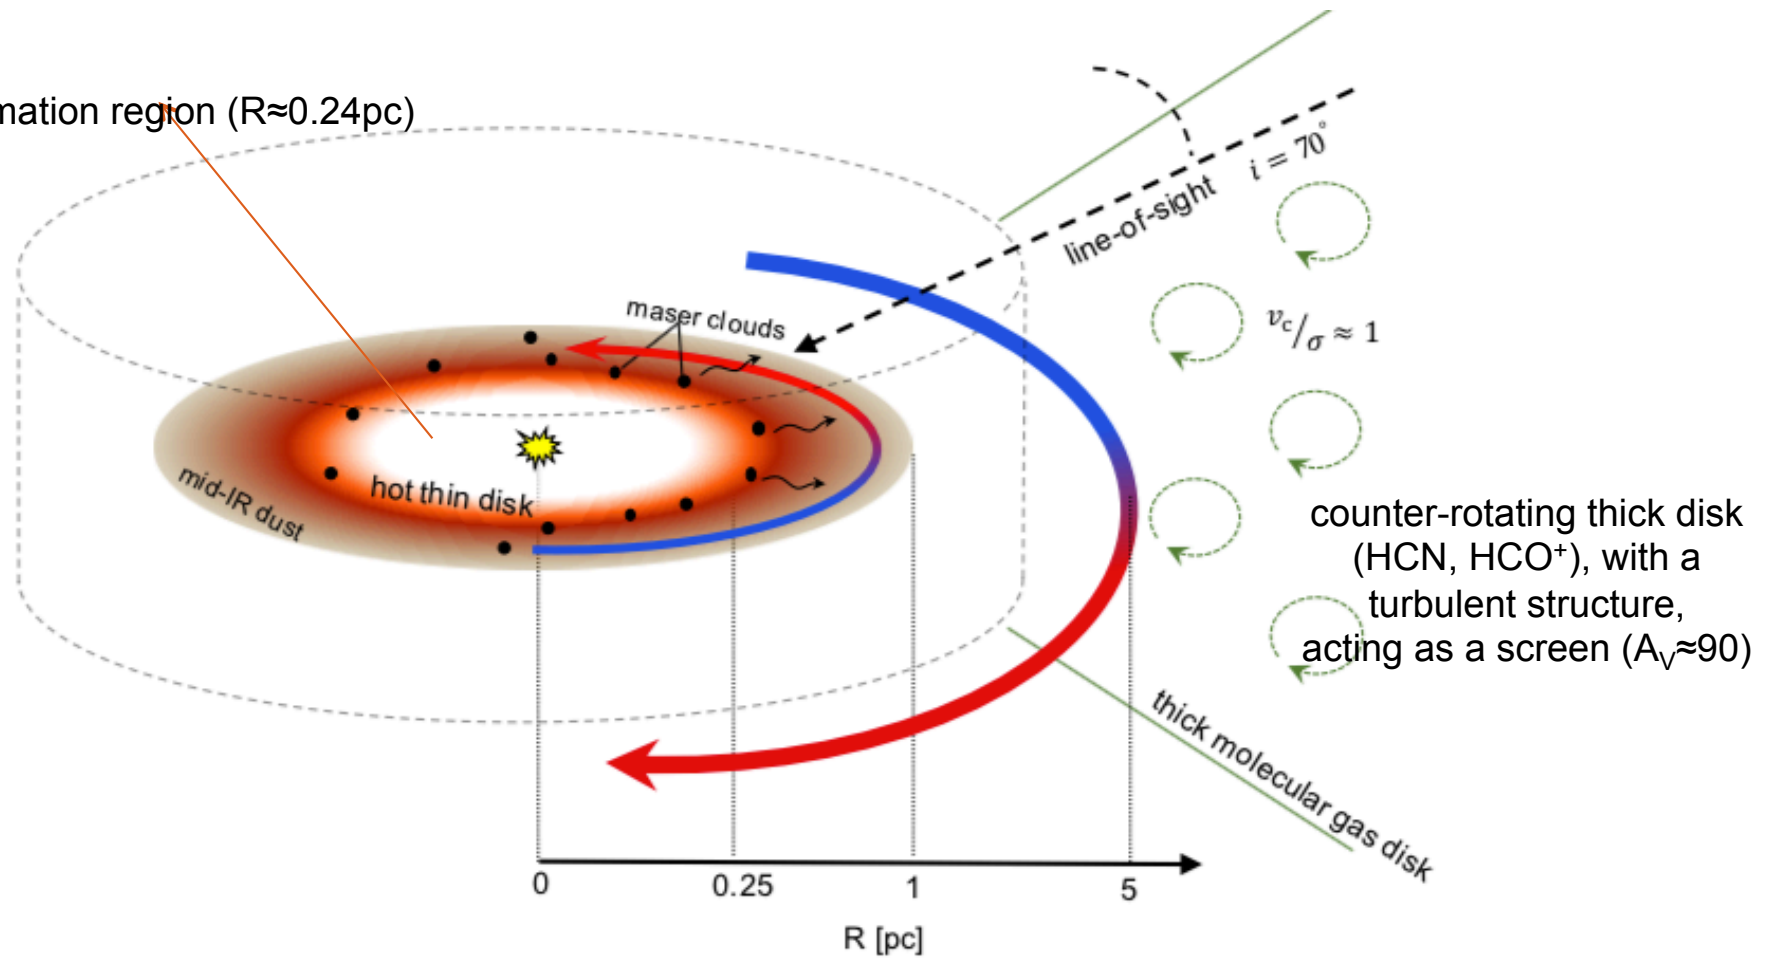 mation region (R≈0.24pc)
i = 70°
line-of-sight
maser clouds
v_c/σ ≈ 1
mid-IR dust
hot thin disk
counter-rotating thick disk
(HCN, HCO⁺), with a
turbulent structure,
acting as a screen (A_V≈90)
thick molecular gas disk
0 0.25 1 5
R [pc]